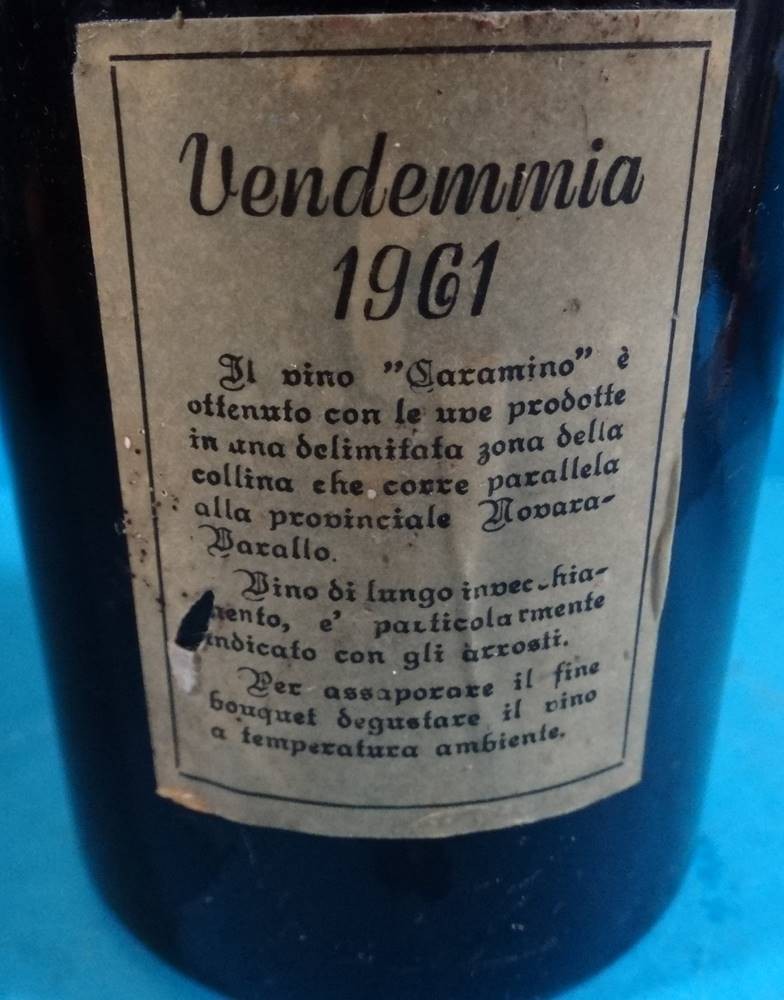 Vendemmia
1961
Il vino "Caramino" è
ottenuto con le uve prodotte
in una delimitata zona della
collina che corre parallela
alla provinciale Novara-
Varallo.
Vino di lungo invecchia-
mento, e' particolarmente
indicato con gli arrosti.
Per assaporare il fine
bouquet degustare il vino
a temperatura ambiente.